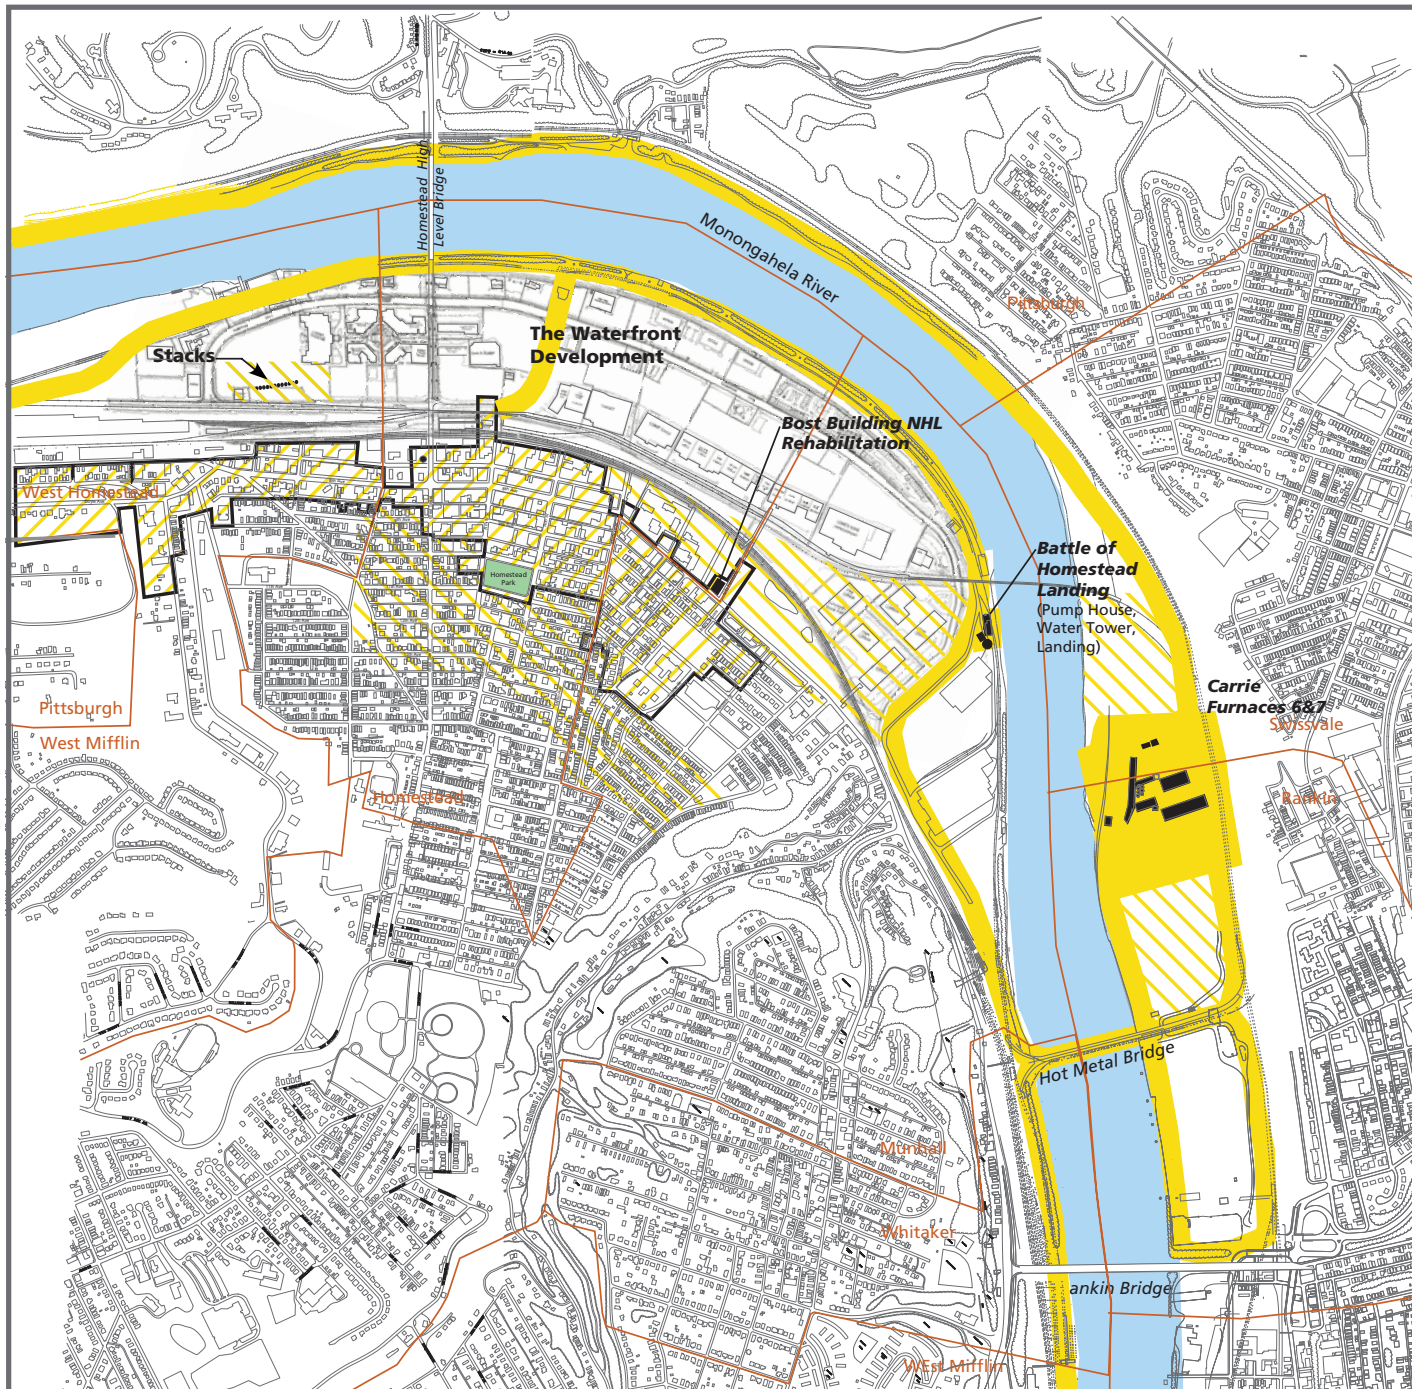 Homestead High
Level Bridge
Monongahela River
Pittsburgh
The Waterfront
Development
Stacks
Bost Building NHL
Rehabilitation
West Homestead
Battle of
Homestead
Landing
(Pump House,
Water Tower,
Landing)
Homestead
Park
Carrie
Furnaces 6&7
Swissvale
Pittsburgh
West Mifflin
Homestead
Rankin
Hot Metal Bridge
Munhall
Whitaker
ankin Bridge
WEst Mifflin